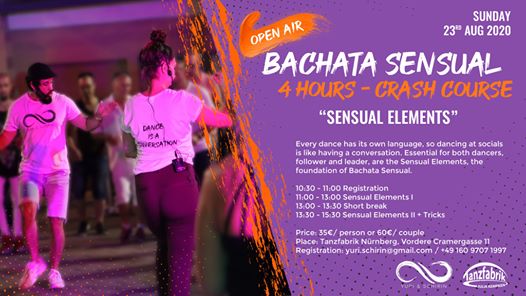 OPEN AIR
SUNDAY
23RD AUG 2020
BACHATA SENSUAL
4 HOURS - CRASH COURSE
"SENSUAL ELEMENTS"
Every dance has its own language, so dancing at socials
is like having a conversation. Essential for both dancers,
follower and leader, are the Sensual Elements, the
foundation of Bachata Sensual.
10:30 - 11:00 Registration
11:00 - 13:00 Sensual Elements I
13:00 - 13:30 Short break
13:30 - 15:30 Sensual Elements II + Tricks
Price: 35€/ person or 60€/ couple
Place: Tanzfabrik Nürnberg, Vordere Cramergasse 11
Registration: yuri.schirin@gmail.com / +49 160 9707 1997
DANCE
IS A
CONVERSATION
YUPI & SCHIRIN
Tanzfabrik